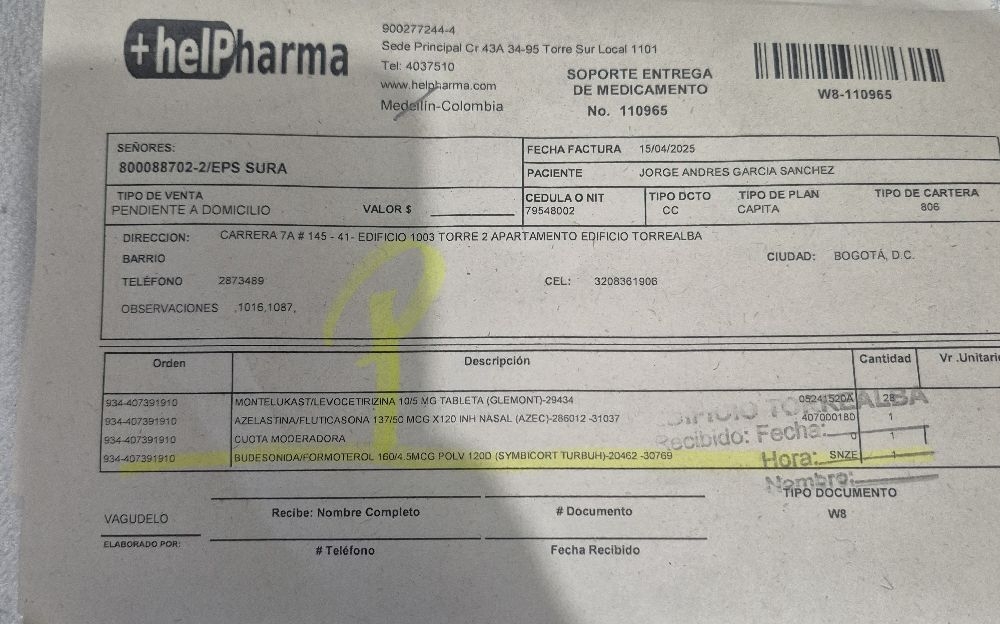 +helPharma
900277244-4
Sede Principal Cr 43A 34-95 Torre Sur Local 1101
Tel: 4037510
www.helpharma.com
Medellin-Colombia
SOPORTE ENTREGA
DE MEDICAMENTO
No. 110965
W8-110965
SEÑORES:
800088702-2/EPS SURA
FECHA FACTURA 15/04/2025
PACIENTE JORGE ANDRES GARCIA SANCHEZ
TIPO DE VENTA
PENDIENTE A DOMICILIO VALOR $
CEDULA O NIT
79548002
TIPO DCTO
CC
TIPO DE PLAN
CAPITA
TIPO DE CARTERA
806
DIRECCION: CARRERA 7A # 145 - 41- EDIFICIO 1003 TORRE 2 APARTAMENTO EDIFICIO TORREALBA
BARRIO
CIUDAD: BOGOTÁ, D.C.
TELÉFONO 2873489 CEL: 3208361906
OBSERVACIONES ,1016,1087,
P
Orden Descripción Cantidad Vr .Unitario
934-407391910 MONTELUKAST/LEVOCETIRIZINA 10/5 MG TABLETA (GLEMONT)-29434 05241520A 28
934-407391910 AZELASTINA/FLUTICASONA 137/50 MCG X120 INH NASAL (AZEC)-286012 -31037 407000180 1
934-407391910 CUOTA MODERADORA 0 1
934-407391910 BUDESONIDA/FORMOTEROL 160/4.5MCG POLV 120D (SYMBICORT TURBUH)-20462 -30769 SNZE 1
EDIFICIO TORREALBA
Recibido: Fecha:
Hora:
Nombre:
TIPO DOCUMENTO
W8
VAGUDELO
ELABORADO POR:
Recibe: Nombre Completo # Documento
# Teléfono Fecha Recibido